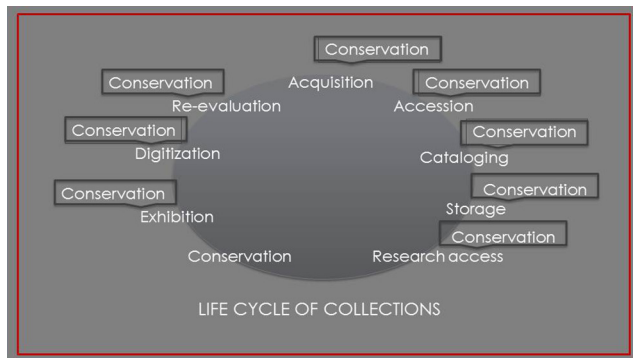 Conservation
Acquisition
Conservation
Accession
Conservation
Cataloging
Conservation
Storage
Conservation
Research access
Conservation
Conservation
Exhibition
Conservation
Digitization
Conservation
Re-evaluation
LIFE CYCLE OF COLLECTIONS